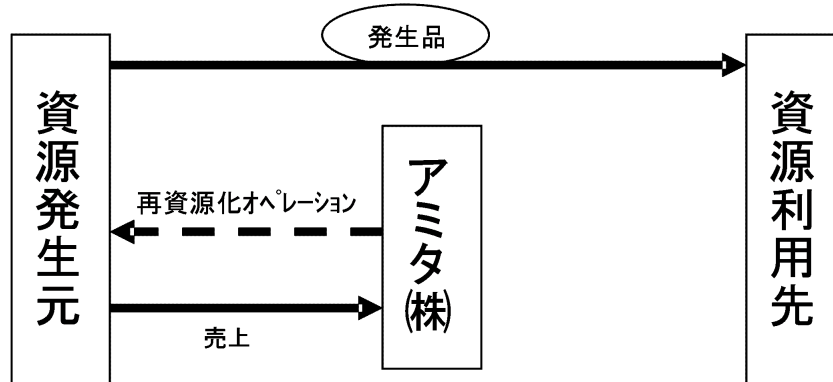 発生品
資源発生元
アミタ㈱
資源利用先
再資源化ｵﾍﾟﾚｰｼｮﾝ
売上